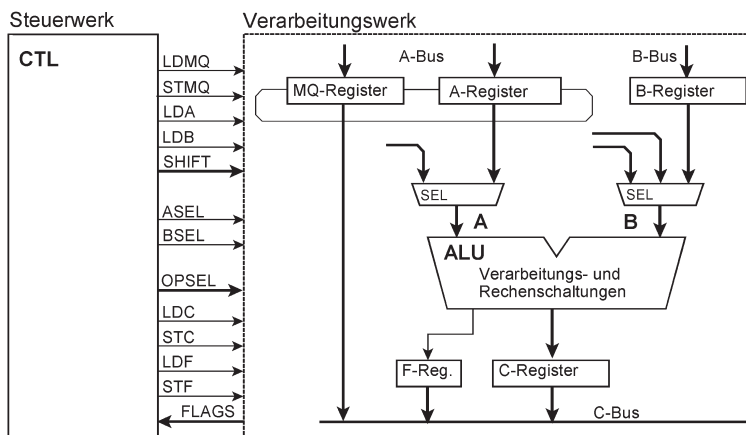 Steuerwerk
Verarbeitungswerk
CTL
LDMQ
STMQ
LDA
LDB
SHIFT
ASEL
BSEL
OPSEL
LDC
STC
LDF
STF
FLAGS
A-Bus
B-Bus
MQ-Register
A-Register
B-Register
SEL
SEL
A
B
ALU
Verarbeitungs- und
Rechenschaltungen
F-Reg.
C-Register
C-Bus